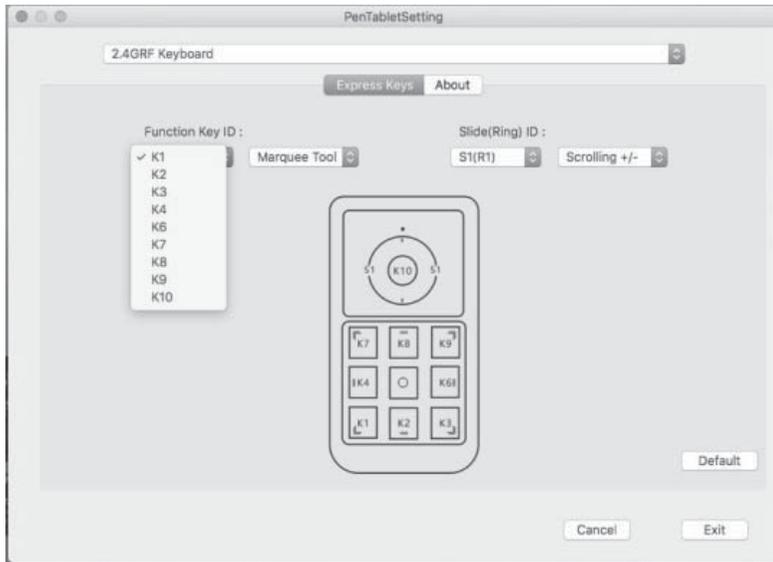 PenTabletSetting
2.4GRF Keyboard
Express Keys About
Function Key ID : Slide(Ring) ID :
✓ K1 Marquee Tool S1(R1) Scrolling +/-
K2
K3
K4
K6
K7
K8
K9
K10
S1 K10 S1
K7 K8 K9
K4 K6
K1 K2 K3
Default
Cancel Exit